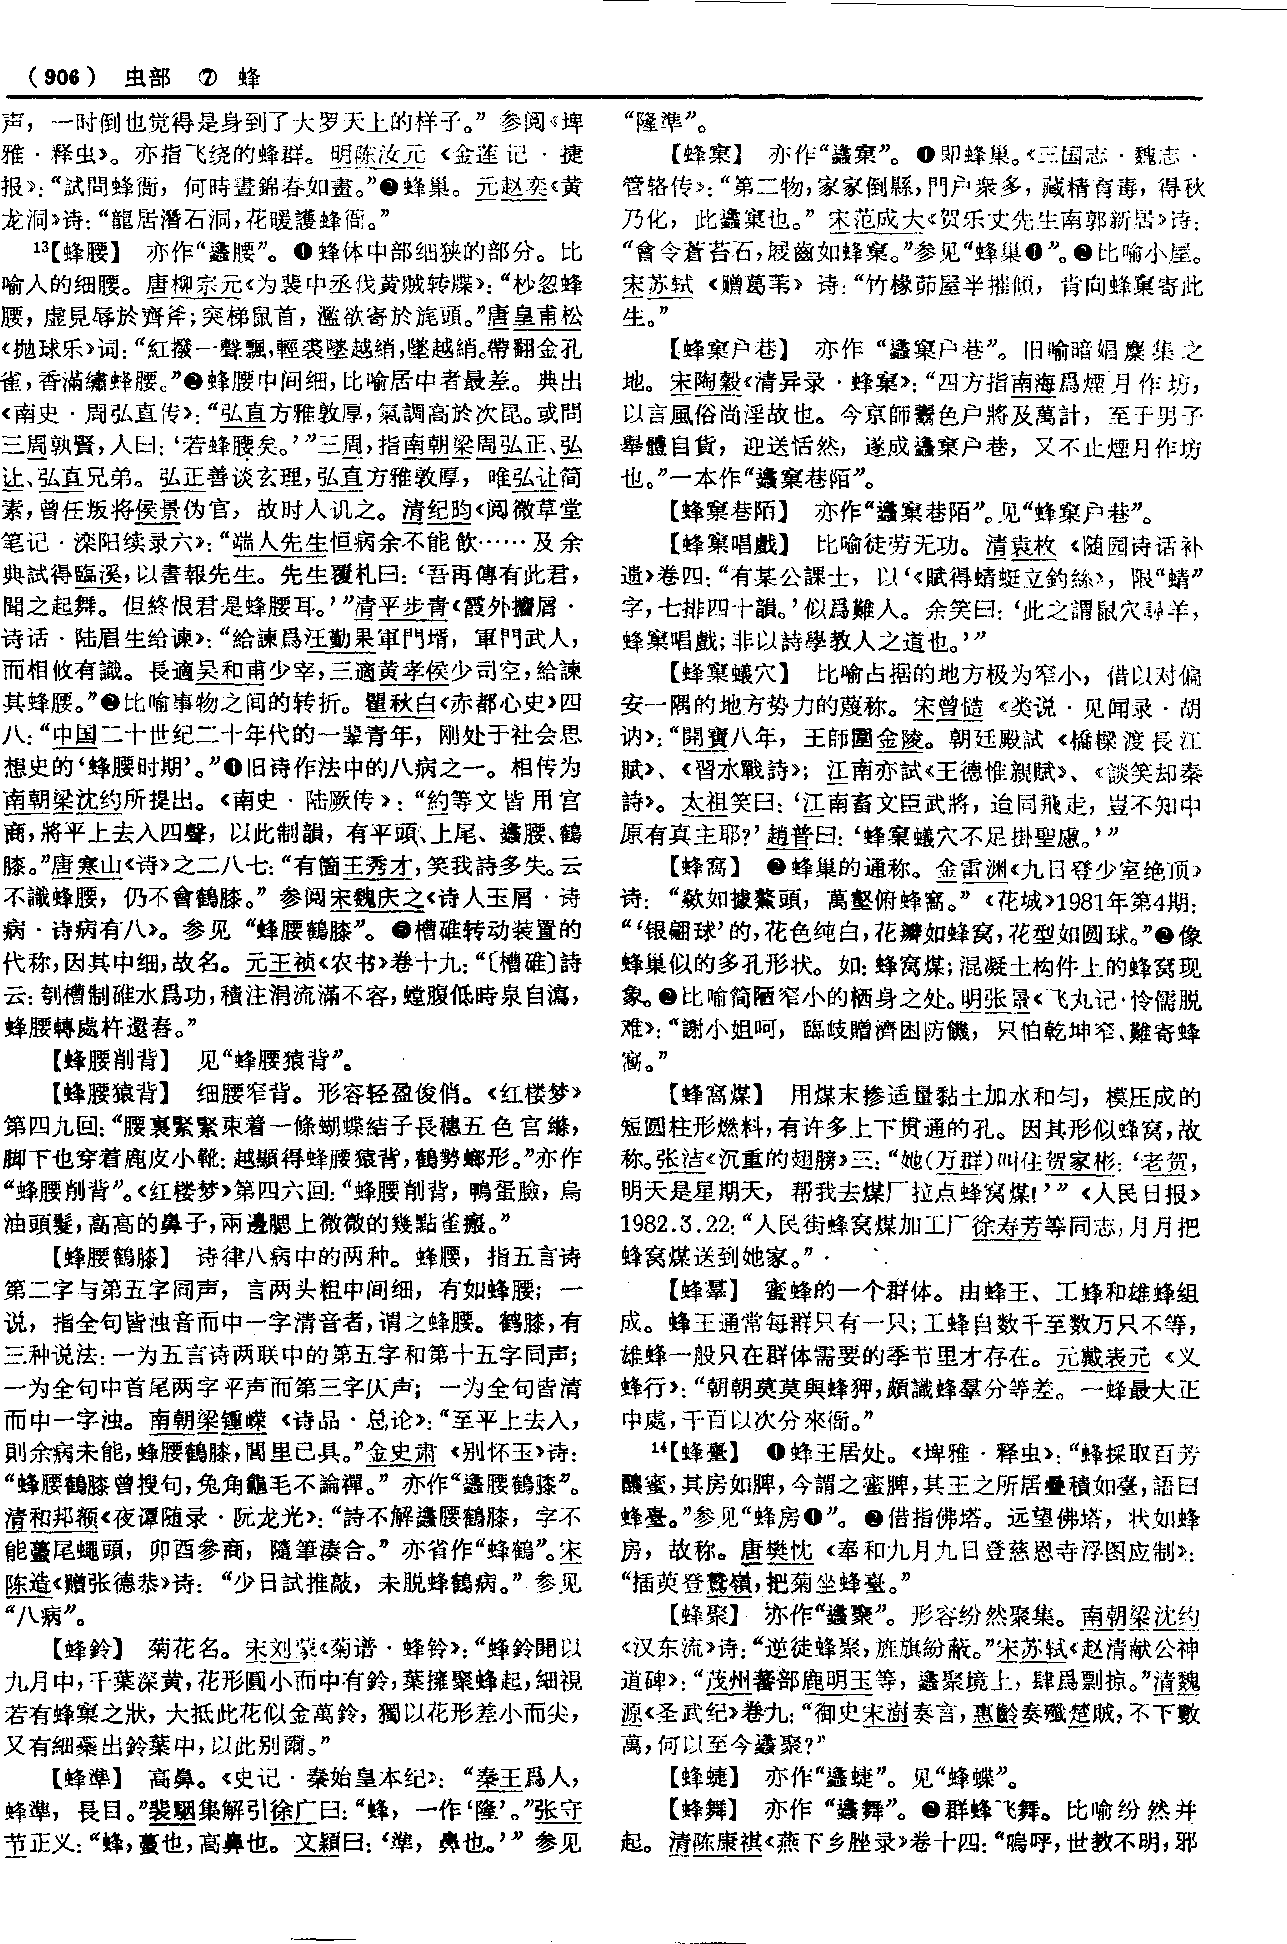 （906） 虫部 ⑦ 蜂
声，一时倒也觉得是身到了大罗天上的样子。”参阅《埤
雅·释虫》。亦指飞绕的蜂群。明陈汝元《金莲记·捷
报》：“試問蜂衙，何時晝錦春如畫。”❷蜂巢。元赵奕《黄
龙洞》诗：“龍居潛石洞，花暖護蜂衙。”
13【蜂腰】 亦作“蠭腰”。❶蜂体中部细狭的部分。比
喻人的细腰。唐柳宗元《为裴中丞伐黄贼转牒》：“杪忽蜂
腰，虚見辱於齊斧；突梯鼠首，濫欲寄於旄頭。”唐皇甫松
《抛球乐》词：“紅撥一聲飄，輕裘墜越綃，墜越綃。帶翻金孔
雀，香滿繡蜂腰。”❷蜂腰中间细，比喻居中者最差。典出
《南史·周弘直传》：“弘直方雅敦厚，氣調高於次昆。或問
三周孰賢，人曰：‘若蜂腰矣。’”三周，指南朝梁周弘正、弘
让、弘直兄弟。弘正善谈玄理，弘直方雅敦厚，唯弘让简
素，曾任叛将侯景伪官，故时人讥之。清纪昀《阅微草堂
笔记·滦阳续录六》：“端人先生恒病余不能飲……及余
典試得臨溪，以書報先生。先生覆札曰：‘吾再傳有此君，
聞之起舞。但終恨君是蜂腰耳。’”清平步青《霞外攟屑·
诗话·陆眉生给谏》：“給諫爲汪勤果軍門壻，軍門武人，
而相攸有識。長適吴和甫少宰，三適黄孝侯少司空，給諫
其蜂腰。”❸比喻事物之间的转折。瞿秋白《赤都心史》四
八：“中国二十世纪二十年代的一辈青年，刚处于社会思
想史的‘蜂腰时期’。”❹旧诗作法中的八病之一。相传为
南朝梁沈约所提出。《南史·陆厥传》：“約等文皆用宫
商，將平上去入四聲，以此制韻，有平頭、上尾、蠭腰、鶴
膝。”唐寒山《诗》之二八七：“有箇王秀才，笑我詩多失。云
不識蜂腰，仍不會鶴膝。”参阅宋魏庆之《诗人玉屑·诗
病·诗病有八》。参见“蜂腰鶴膝”。❺槽碓转动装置的
代称，因其中细，故名。元王祯《农书》卷十九：“〔槽碓〕詩
云：刳槽制碓水爲功，積注涓流滿不容，螳腹低時泉自瀉，
蜂腰轉處杵還舂。”
【蜂腰削背】 见“蜂腰猿背”。
【蜂腰猿背】 细腰窄背。形容轻盈俊俏。《红楼梦》
第四九回：“腰裏緊緊束着一條蝴蝶結子長穗五色宫縧，
脚下也穿着鹿皮小靴：越顯得蜂腰猿背，鶴勢螂形。”亦作
“蜂腰削背”。《红楼梦》第四六回：“蜂腰削背，鴨蛋臉，烏
油頭髮，高高的鼻子，兩邊腮上微微的幾點雀瘢。”
【蜂腰鶴膝】 诗律八病中的两种。蜂腰，指五言诗
第二字与第五字同声，言两头粗中间细，有如蜂腰；一
说，指全句皆浊音而中一字清音者，谓之蜂腰。鹤膝，有
三种说法：一为五言诗两联中的第五字和第十五字同声；
一为全句中首尾两字平声而第三字仄声；一为全句皆清
而中一字浊。南朝梁锺嵘《诗品·总论》：“至平上去入，
則余病未能，蜂腰鶴膝，閭里已具。”金史肃《别怀玉》诗：
“蜂腰鶴膝曾搜句，兔角龜毛不論禪。”亦作“蠭腰鶴膝”。
清和邦额《夜谭随录·阮龙光》：“詩不解蠭腰鶴膝，字不
能蠆尾蠅頭，卯酉參商，隨筆湊合。”亦省作“蜂鶴”。宋
陈造《赠张德恭》诗：“少日試推敲，未脱蜂鶴病。”参见
“八病”。
【蜂鈴】 菊花名。宋刘蒙《菊谱·蜂铃》：“蜂鈴開以
九月中，千葉深黄，花形圓小而中有鈴，葉擁聚蜂起，細視
若有蜂窠之狀，大抵此花似金萬鈴，獨以花形差小而尖，
又有細蘂出鈴葉中，以此别爾。”
【蜂準】 高鼻。《史记·秦始皇本纪》：“秦王爲人，
蜂準，長目。”裴駰集解引徐广曰：“蜂，一作‘隆’。”张守
节正义：“蜂，蠆也，高鼻也。文穎曰：‘準，鼻也。’”参见
“隆準”。
【蜂窠】 亦作“蠭窠”。❶即蜂巢。《三国志·魏志·
管辂传》：“第二物，家家倒縣，門户衆多，藏精育毒，得秋
乃化，此蠭窠也。”宋范成大《贺乐丈先生南郭新居》诗：
“會令蒼苔石，屐齒如蜂窠。”参见“蜂巢❶”。❷比喻小屋。
宋苏轼《赠葛苇》诗：“竹椽茆屋半摧傾，肯向蜂窠寄此
生。”
【蜂窠户巷】 亦作“蠭窠户巷”。旧喻暗娼麇集之
地。宋陶穀《清异录·蜂窠》：“四方指南海爲煙月作坊，
以言風俗尚淫故也。今京師鬻色户將及萬計，至于男子
舉體自貨，迎送恬然，遂成蠭窠户巷，又不止煙月作坊
也。”一本作“蠭窠巷陌”。
【蜂窠巷陌】 亦作“蠭窠巷陌”。见“蜂窠户巷”。
【蜂窠唱戲】 比喻徒劳无功。清袁枚《随园诗话补
遗》卷四：“有某公課士，以‘《賦得蜻蜓立釣絲》，限“蜻”
字，七排四十韻。’似爲難人。余笑曰：‘此之謂鼠穴尋羊，
蜂窠唱戲；非以詩學教人之道也。’”
【蜂窠蟻穴】 比喻占据的地方极为窄小，借以对偏
安一隅的地方势力的蔑称。宋曾慥《类说·见闻录·胡
讷》：“開寶八年，王師圍金陵。朝廷殿試《橋樑渡長江
賦》、《習水戰詩》；江南亦試《王德惟親賦》、《談笑却秦
詩》。太祖笑曰：‘江南畜文臣武將，迨同飛走，豈不知中
原有真主耶？’趙普曰：‘蜂窠蟻穴不足掛聖慮。’”
【蜂窩】 ❶蜂巢的通称。金雷渊《九日登少室绝顶》
诗：“欻如據鰲頭，萬壑俯蜂窩。”《花城》1981年第4期：
“‘银翩球’的，花色纯白，花瓣如蜂窝，花型如圆球。”❷像
蜂巢似的多孔形状。如：蜂窝煤；混凝土构件上的蜂窝现
象。❸比喻简陋窄小的栖身之处。明张景《飞丸记·怜儒脱
难》：“謝小姐呵，臨歧贈濟困防饑，只怕乾坤窄、難寄蜂
窩。”
【蜂窩煤】 用煤末掺适量黏土加水和匀，模压成的
短圆柱形燃料，有许多上下贯通的孔。因其形似蜂窝，故
称。张洁《沉重的翅膀》三：“她（万群）叫住贺家彬：‘老贺，
明天是星期天，帮我去煤厂拉点蜂窝煤！’”《人民日报》
1982.3.22：“人民街蜂窝煤加工厂徐寿芳等同志，月月把
蜂窝煤送到她家。”
【蜂羣】 蜜蜂的一个群体。由蜂王、工蜂和雄蜂组
成。蜂王通常每群只有一只；工蜂自数千至数万只不等，
雄蜂一般只在群体需要的季节里才存在。元戴表元《义
蜂行》：“朝朝莫莫與蜂狎，頗識蜂羣分等差。一蜂最大正
中處，千百以次分來衙。”
14【蜂臺】 ❶蜂王居处。《埤雅·释虫》：“蜂採取百芳
釀蜜，其房如脾，今謂之蜜脾，其王之所居疊積如臺，語曰
蜂臺。”参见“蜂房❶”。❷借指佛塔。远望佛塔，状如蜂
房，故称。唐樊忱《奉和九月九日登慈恩寺浮图应制》：
“插萸登鷲嶺，把菊坐蜂臺。”
【蜂聚】 亦作“蠭聚”。形容纷然聚集。南朝梁沈约
《汉东流》诗：“逆徒蜂聚，旌旗紛蔽。”宋苏轼《赵清献公神
道碑》：“茂州蕃部鹿明玉等，蠭聚境上，肆爲剽掠。”清魏
源《圣武纪》卷九：“御史宋澍奏言，惠齡奏殲楚賊，不下數
萬，何以至今蠭聚？”
【蜂蜨】 亦作“蠭蜨”。见“蜂蝶”。
【蜂舞】 亦作“蠭舞”。❶群蜂飞舞。比喻纷然并
起。清陈康祺《燕下乡脞录》卷十四：“嗚呼，世教不明，邪